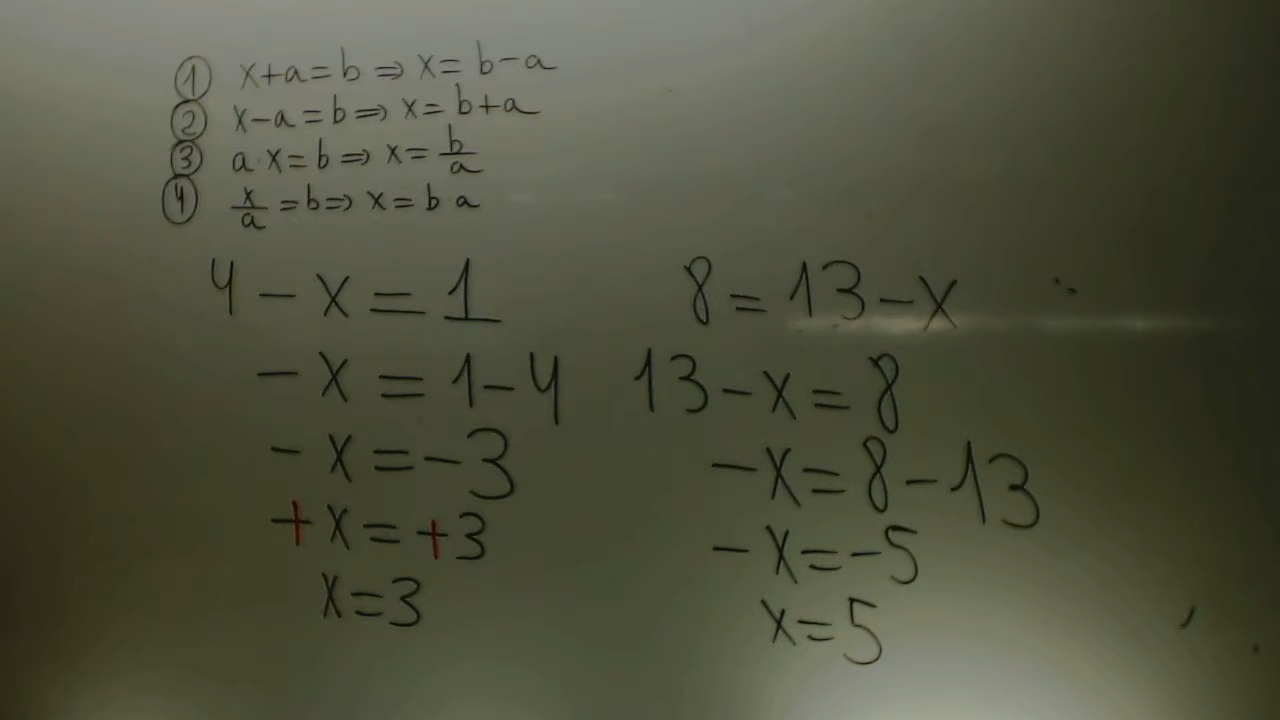 ① x+a=b⇒x=b-a
② x-a=b⇒x=b+a
③ a·x=b⇒x=b/a
④ x/a=b⇒x=b a
4-x=1
-x=1-4
-x=-3
+x=+3
x=3
8=13-x
13-x=8
-x=8-13
-x=-5
x=5